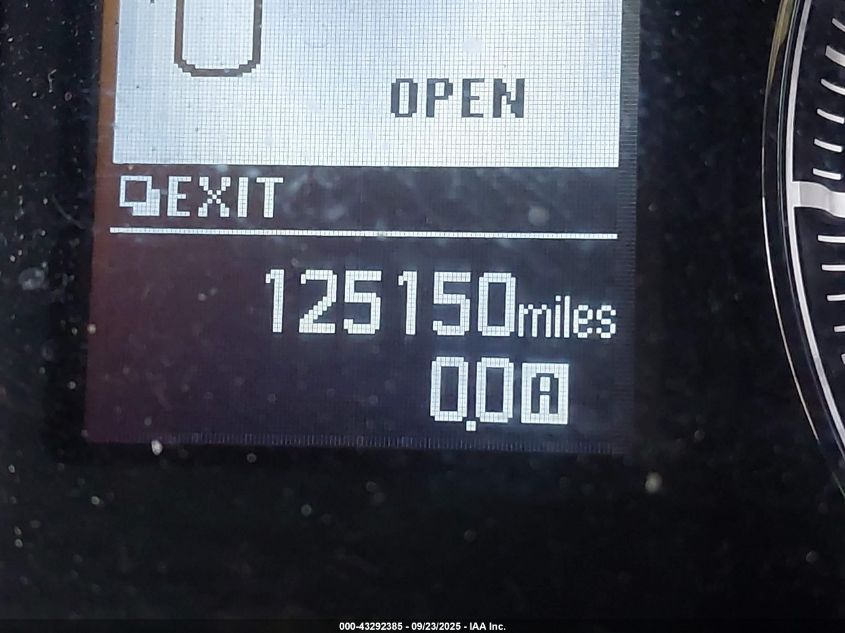 OPEN
EXIT
125150miles
0.0A
000-43292385 - 09/23/2025 - IAA Inc.